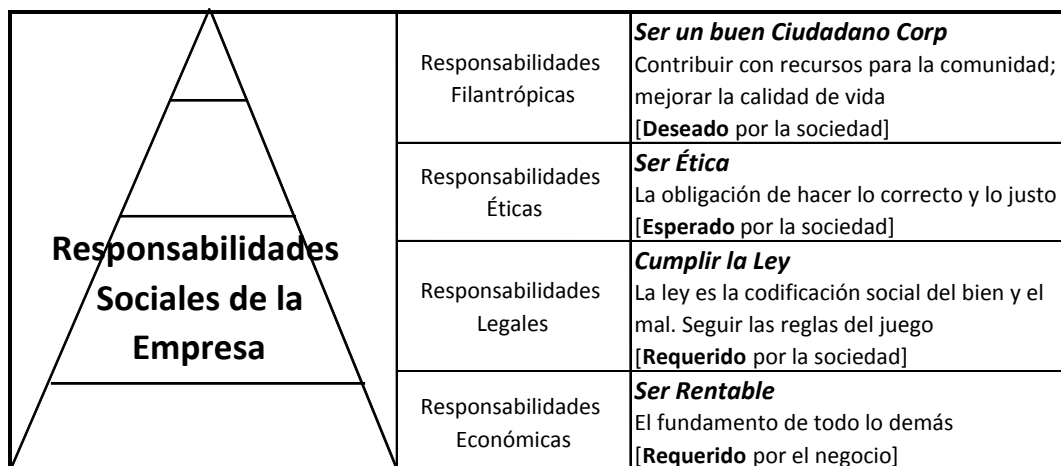 Responsabilidades
Sociales de la
Empresa
Responsabilidades
Filantrópicas
Ser un buen Ciudadano Corp
Contribuir con recursos para la comunidad;
mejorar la calidad de vida
[Deseado por la sociedad]
Responsabilidades
Éticas
Ser Ética
La obligación de hacer lo correcto y lo justo
[Esperado por la sociedad]
Responsabilidades
Legales
Cumplir la Ley
La ley es la codificación social del bien y el
mal. Seguir las reglas del juego
[Requerido por la sociedad]
Responsabilidades
Económicas
Ser Rentable
El fundamento de todo lo demás
[Requerido por el negocio]